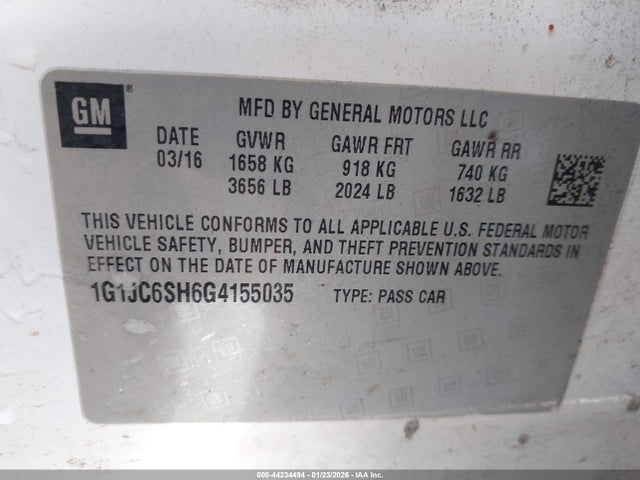 GM ® MFD BY GENERAL MOTORS LLC
DATE GVWR GAWR FRT GAWR RR
03/16 1658 KG 918 KG 740 KG
3656 LB 2024 LB 1632 LB
THIS VEHICLE CONFORMS TO ALL APPLICABLE U.S. FEDERAL MOTOR
VEHICLE SAFETY, BUMPER, AND THEFT PREVENTION STANDARDS IN
EFFECT ON THE DATE OF MANUFACTURE SHOWN ABOVE.
1G1JC6SH6G4155035 TYPE: PASS CAR
000-44234494 - 01/23/2026 - IAAI.COM